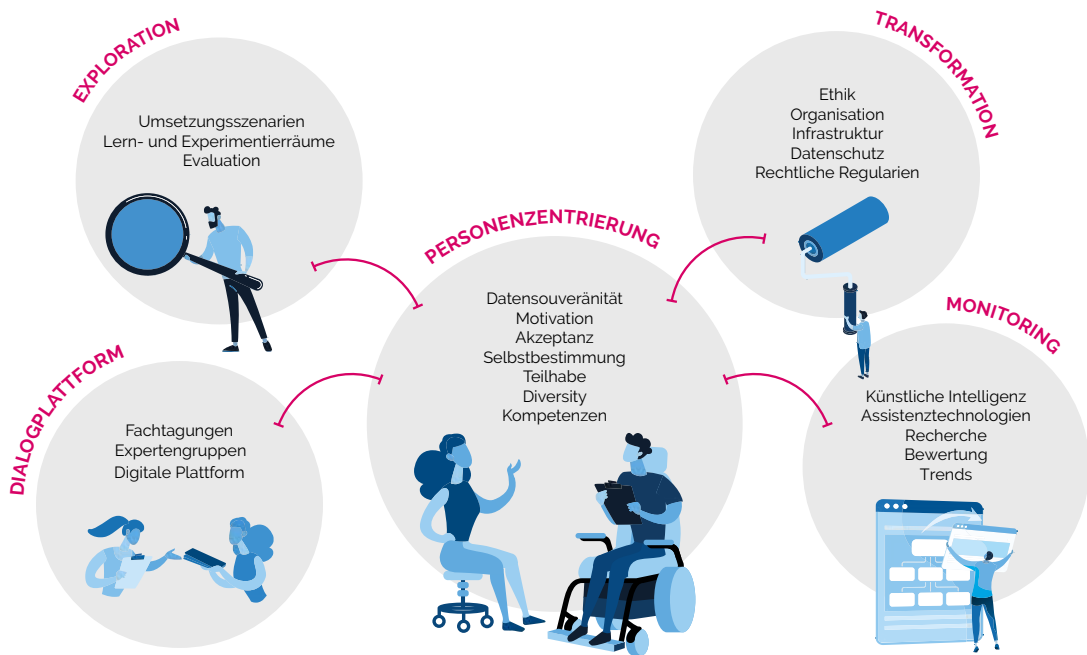 EXPLORATION
Umsetzungsszenarien
Lern- und Experimentierräume
Evaluation
TRANSFORMATION
Ethik
Organisation
Infrastruktur
Datenschutz
Rechtliche Regularien
PERSONENZENTRIERUNG
Datensouveränität
Motivation
Akzeptanz
Selbstbestimmung
Teilhabe
Diversity
Kompetenzen
DIALOGPLATTFORM
Fachtagungen
Expertengruppen
Digitale Plattform
MONITORING
Künstliche Intelligenz
Assistenztechnologien
Recherche
Bewertung
Trends